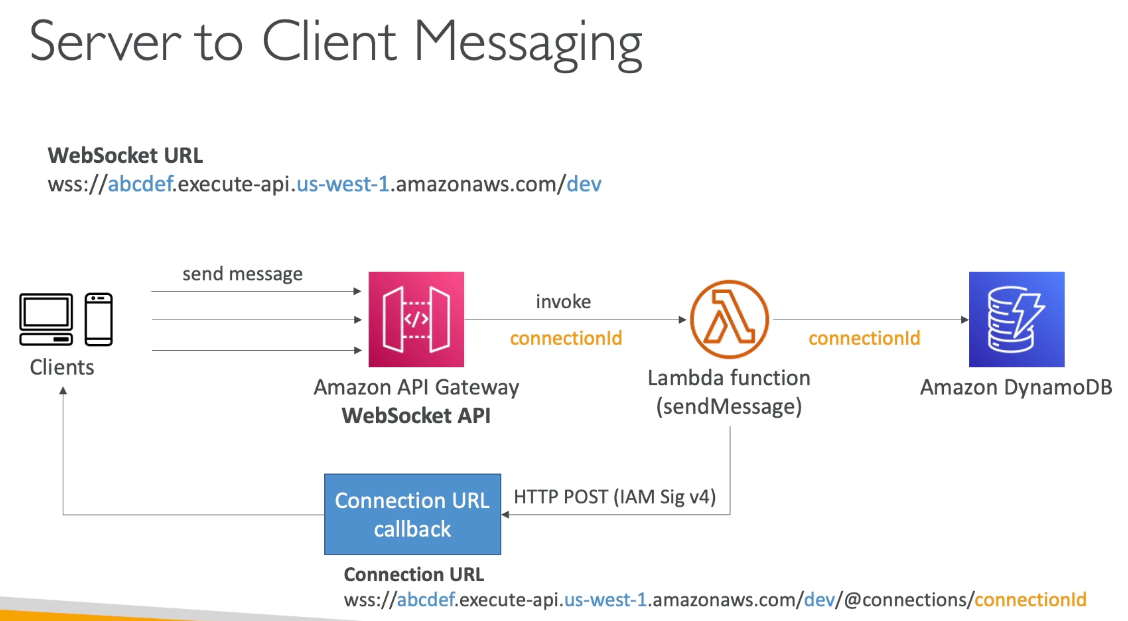 Server to Client Messaging
WebSocket URL
wss://abcdef.execute-api.us-west-1.amazonaws.com/dev
send message
invoke
connectionId
connectionId
</>
Clients
Amazon API Gateway
WebSocket API
Lambda function
(sendMessage)
Amazon DynamoDB
Connection URL
callback
HTTP POST (IAM Sig v4)
Connection URL
wss://abcdef.execute-api.us-west-1.amazonaws.com/dev/@connections/connectionId